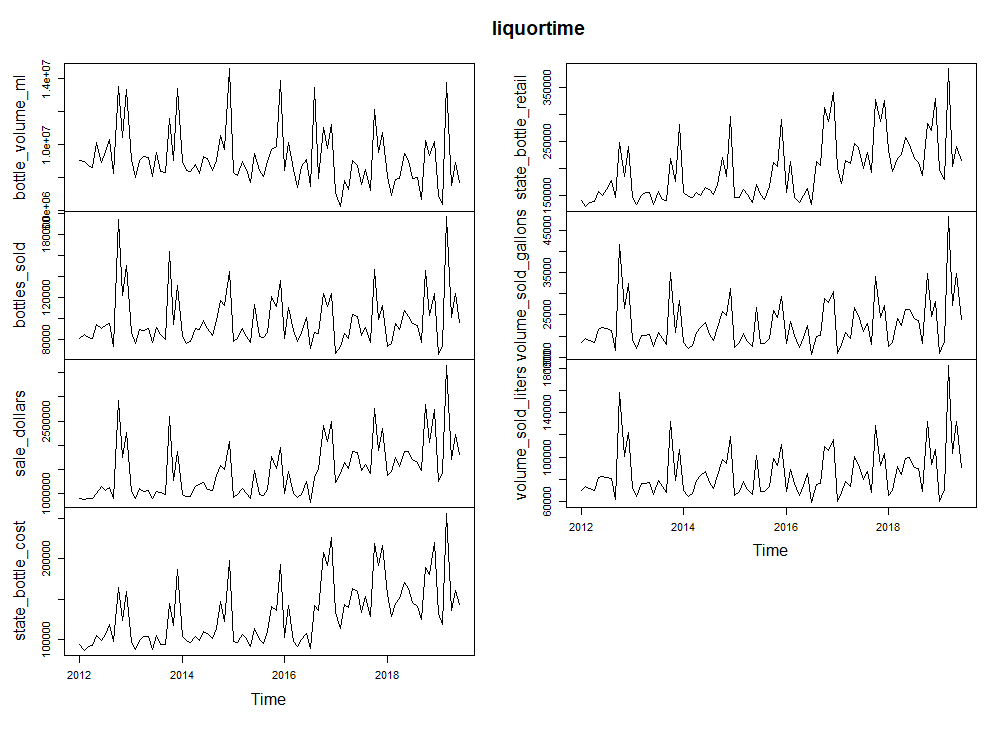 liquortime
bottle_volume_ml
1.4e+07
1.0e+07
bottles_sold
180000
120000
80000
sale_dollars
2500000
1000000
state_bottle_cost
200000
100000
2012
2014
2016
2018
Time
state_bottle_retail
350000
250000
150000
volume_sold_gallons
45000
35000
25000
volume_sold_liters
140000
100000
60000
2012
2014
2016
2018
Time